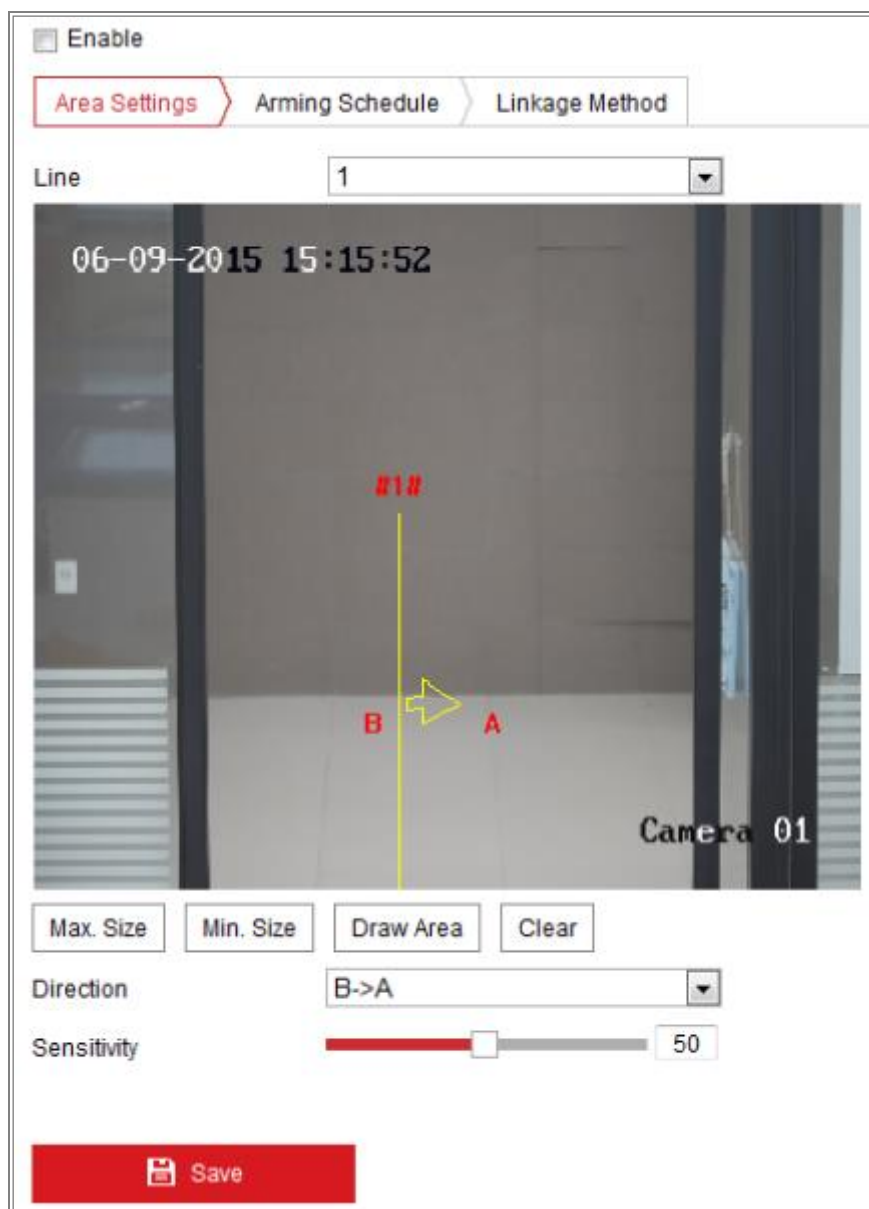 Enable
Area Settings Arming Schedule Linkage Method
Line 1
06-09-2015 15:15:52
#1#
B A
Camera 01
Max. Size Min. Size Draw Area Clear
Direction B->A
Sensitivity 50
Save